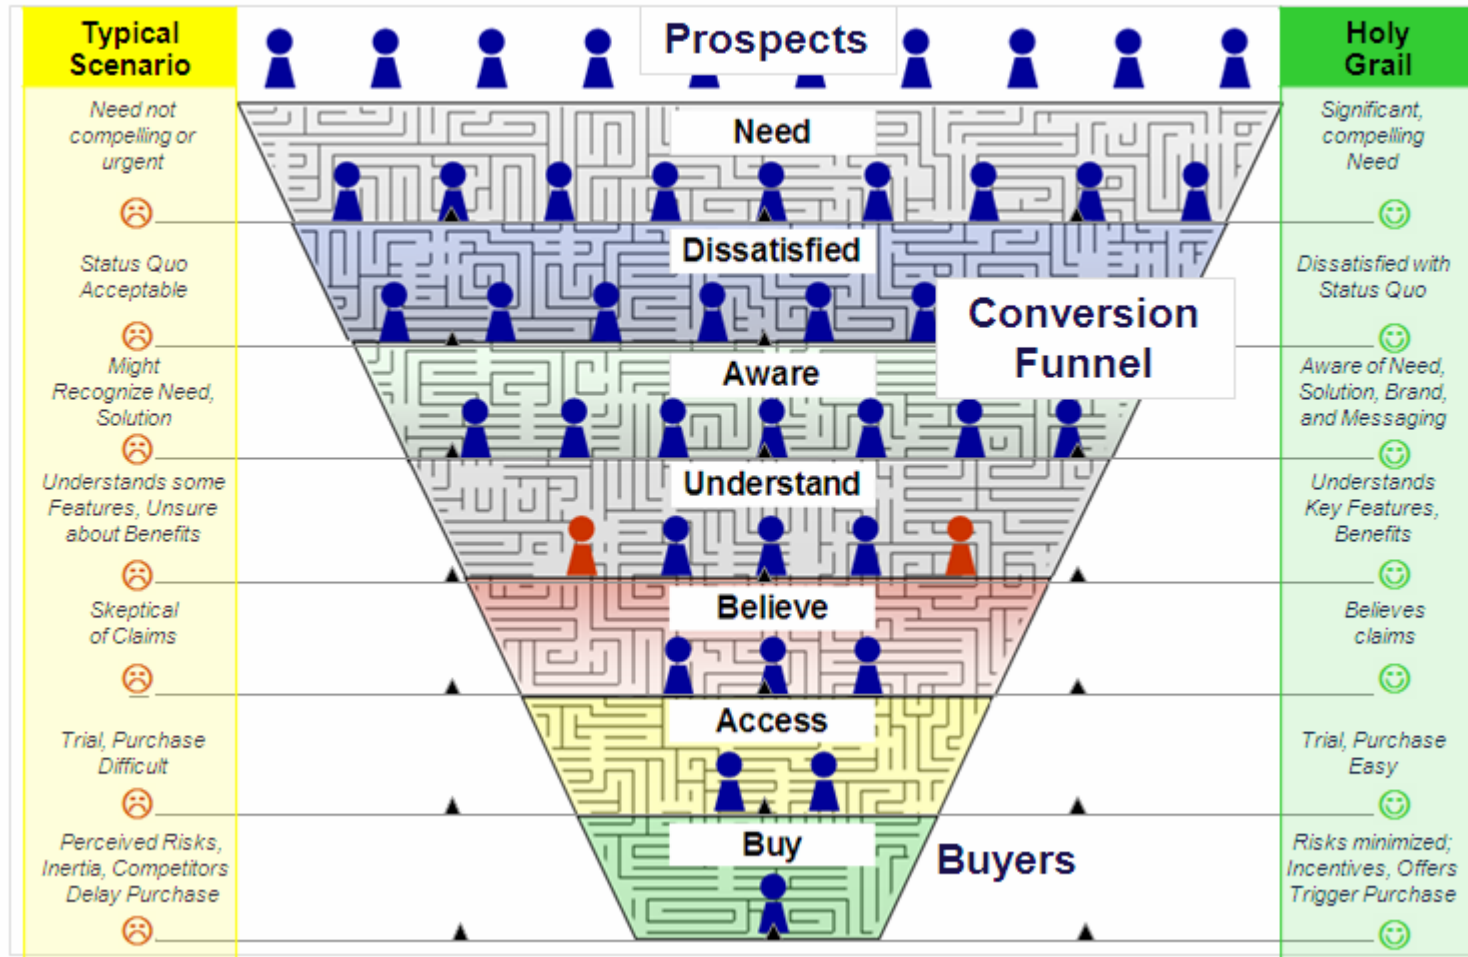 Typical
Scenario
Prospects
Holy
Grail
Need not
compelling or
urgent
Need
Significant,
compelling
Need
Status Quo
Acceptable
Dissatisfied
Dissatisfied with
Status Quo
Conversion
Funnel
Might
Recognize Need,
Solution
Aware
Aware of Need,
Solution, Brand,
and Messaging
Understands some
Features, Unsure
about Benefits
Understand
Understands
Key Features,
Benefits
Skeptical
of Claims
Believe
Believes
claims
Trial, Purchase
Difficult
Access
Trial, Purchase
Easy
Perceived Risks,
Inertia, Competitors
Delay Purchase
Buy
Buyers
Risks minimized;
Incentives, Offers
Trigger Purchase